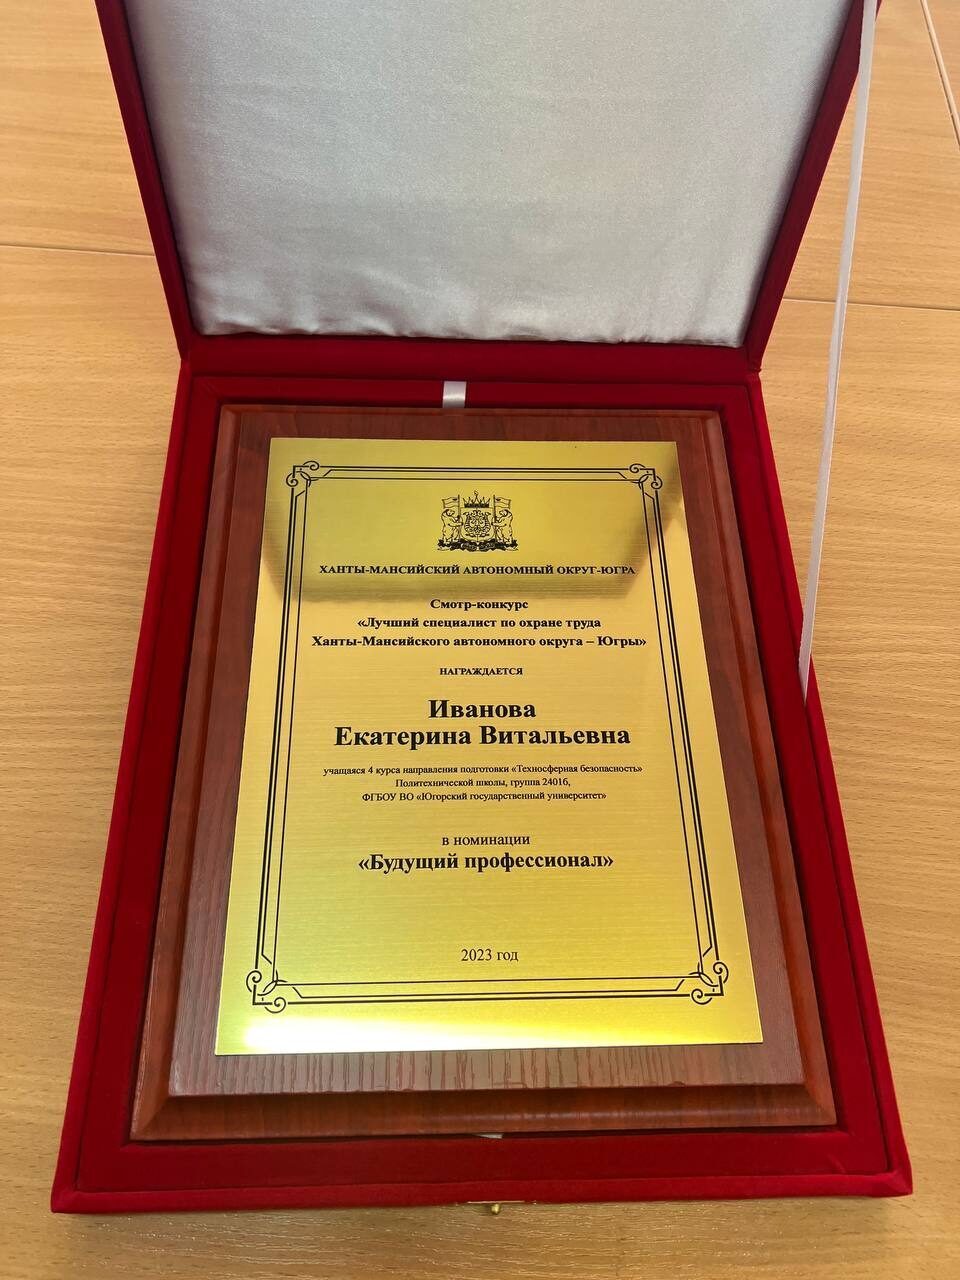 ХАНТЫ-МАНСИЙСКИЙ АВТОНОМНЫЙ ОКРУГ-ЮГРА
Смотр-конкурс
«Лучший специалист по охране труда
Ханты-Мансийского автономного округа – Югры»
НАГРАЖДАЕТСЯ
Иванова
Екатерина Витальевна
учащаяся 4 курса направления подготовки «Техносферная безопасность»
Политехнической школы, группа 2401б,
ФГБОУ ВО «Югорский государственный университет»
в номинации
«Будущий профессионал»
2023 год